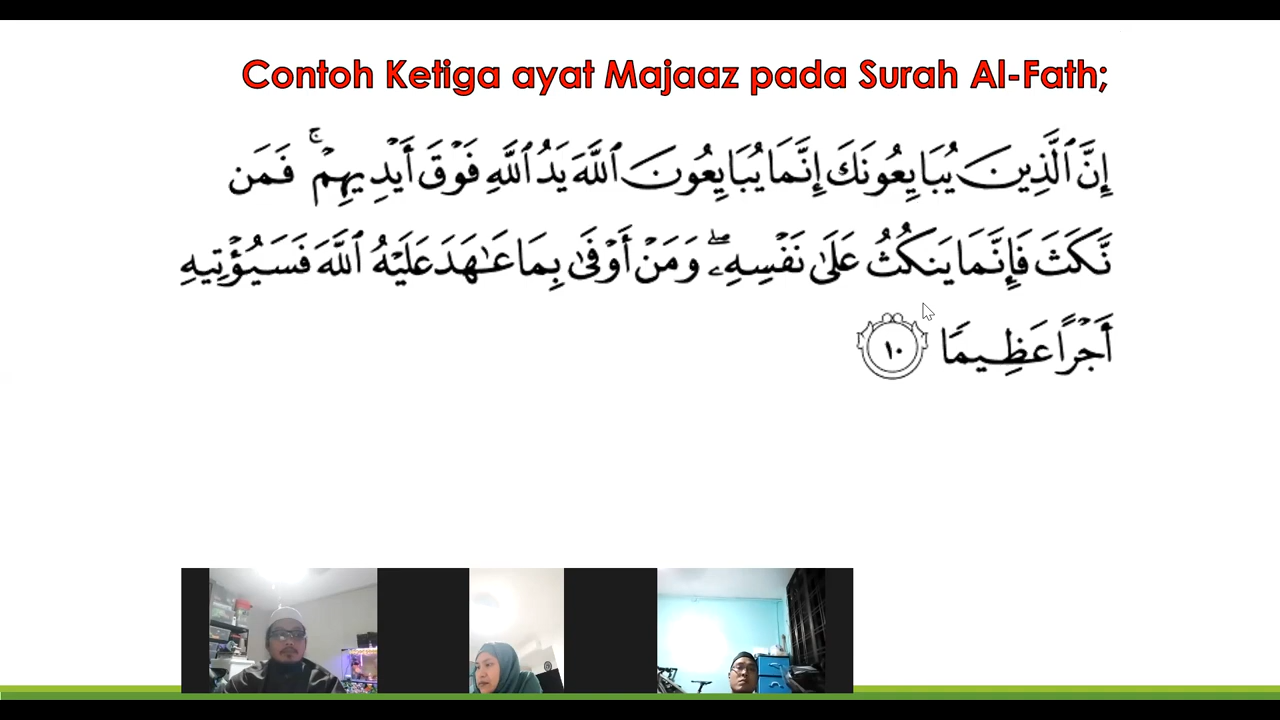 Contoh Ketiga ayat Majaaz pada Surah Al-Fath;
إِنَّ ٱلَّذِينَ يُبَايِعُونَكَ إِنَّمَا يُبَايِعُونَ ٱللَّهَ يَدُ ٱللَّهِ فَوْقَ أَيْدِيهِمْ ۚ فَمَن
نَّكَثَ فَإِنَّمَا يَنكُثُ عَلَىٰ نَفْسِهِۦ ۖ وَمَنْ أَوْفَىٰ بِمَا عَـٰهَدَ عَلَيْهُ ٱللَّهَ فَسَيُؤْتِيهِ
أَجْرًا عَظِيمًا ١٠